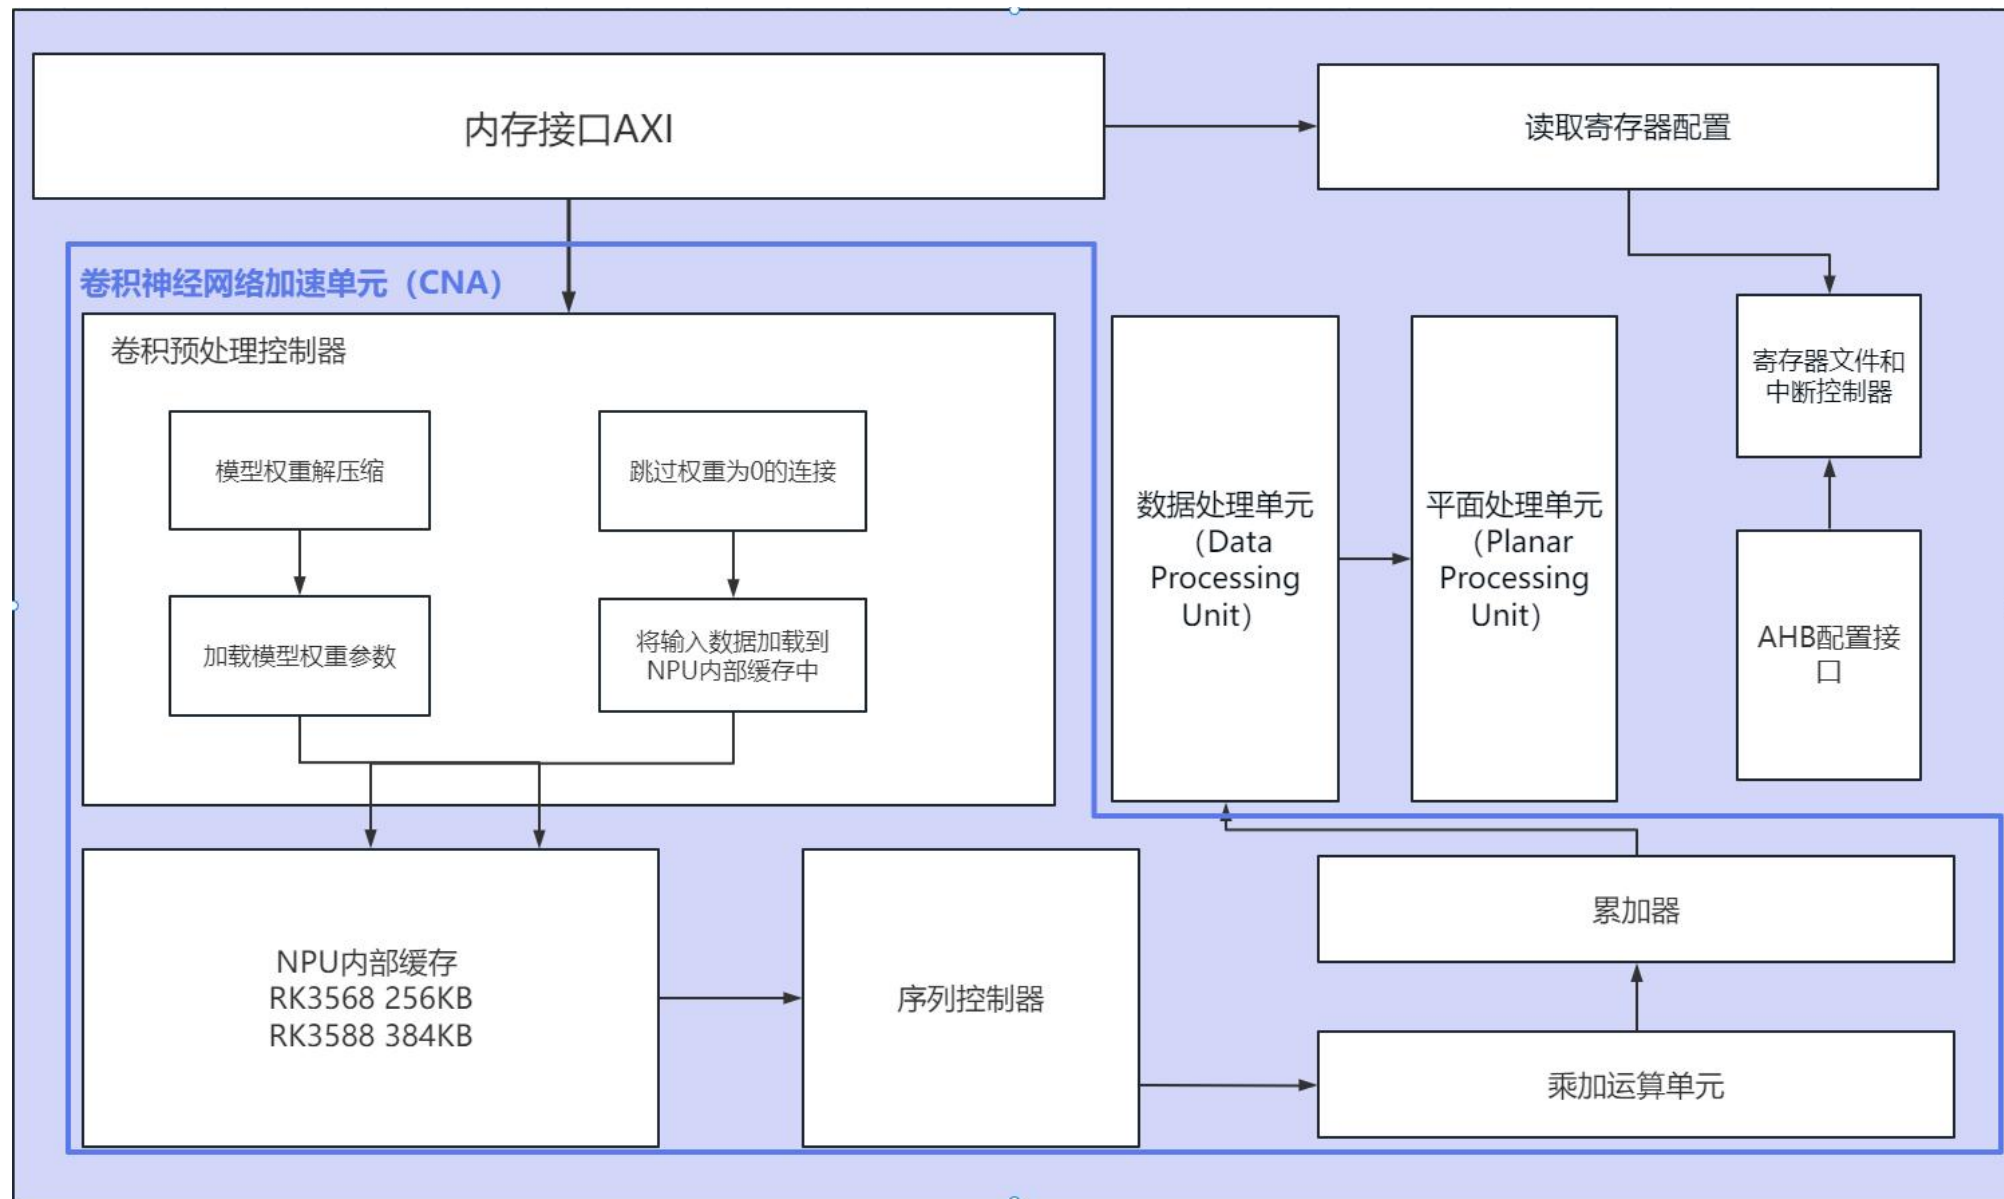 内存接口AXI
读取寄存器配置
卷积神经网络加速单元（CNA）
卷积预处理控制器
模型权重解压缩
跳过权重为0的连接
加载模型权重参数
将输入数据加载到
NPU内部缓存中
数据处理单元
（Data
Processing
Unit）
平面处理单元
（Planar
Processing
Unit）
寄存器文件和
中断控制器
AHB配置接
口
NPU内部缓存
RK3568 256KB
RK3588 384KB
序列控制器
累加器
乘加运算单元